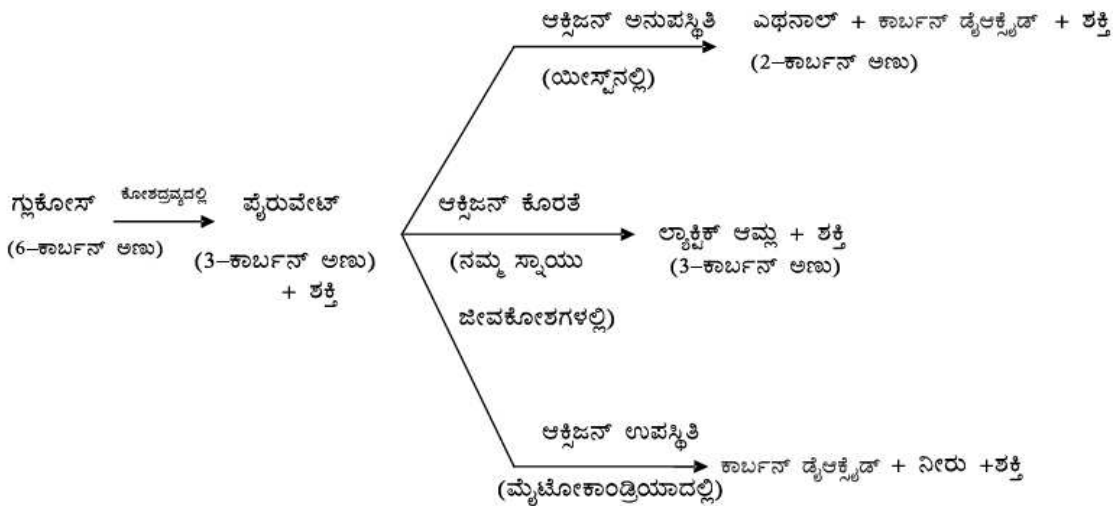 ಆಕ್ಸಿಜನ್ ಅನುಪಸ್ಥಿತಿ
ಎಥನಾಲ್ + ಕಾರ್ಬನ್ ಡೈಆಕ್ಸೈಡ್ + ಶಕ್ತಿ
(ಯೀಸ್ಟ್‌ನಲ್ಲಿ)
(2–ಕಾರ್ಬನ್ ಅಣು)
ಗ್ಲುಕೋಸ್
ಕೋಶದ್ರವ್ಯದಲ್ಲಿ
ಪೈರುವೇಟ್
(6–ಕಾರ್ಬನ್ ಅಣು)
(3–ಕಾರ್ಬನ್ ಅಣು)
+ ಶಕ್ತಿ
ಆಕ್ಸಿಜನ್ ಕೊರತೆ
ಲ್ಯಾಕ್ಟಿಕ್ ಆಮ್ಲ + ಶಕ್ತಿ
(ನಮ್ಮ ಸ್ನಾಯು
(3–ಕಾರ್ಬನ್ ಅಣು)
ಜೀವಕೋಶಗಳಲ್ಲಿ)
ಆಕ್ಸಿಜನ್ ಉಪಸ್ಥಿತಿ
ಕಾರ್ಬನ್ ಡೈಆಕ್ಸೈಡ್ + ನೀರು +ಶಕ್ತಿ
(ಮೈಟೋಕಾಂಡ್ರಿಯಾದಲ್ಲಿ)